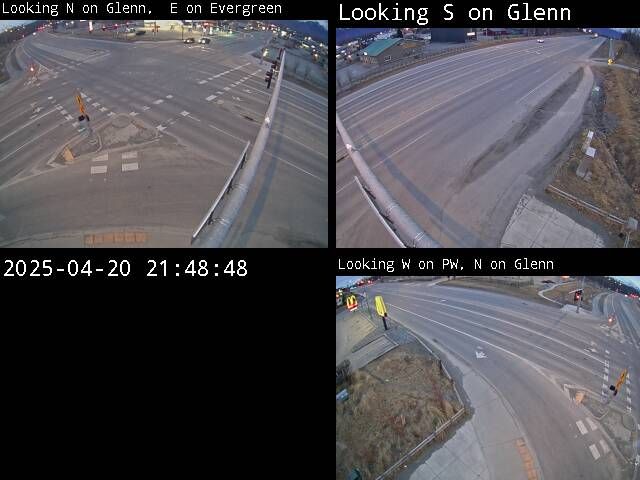 Looking N on Glenn,  E on Evergreen
Looking S on Glenn
2025-04-20 21:48:48
Looking W on PW, N on Glenn